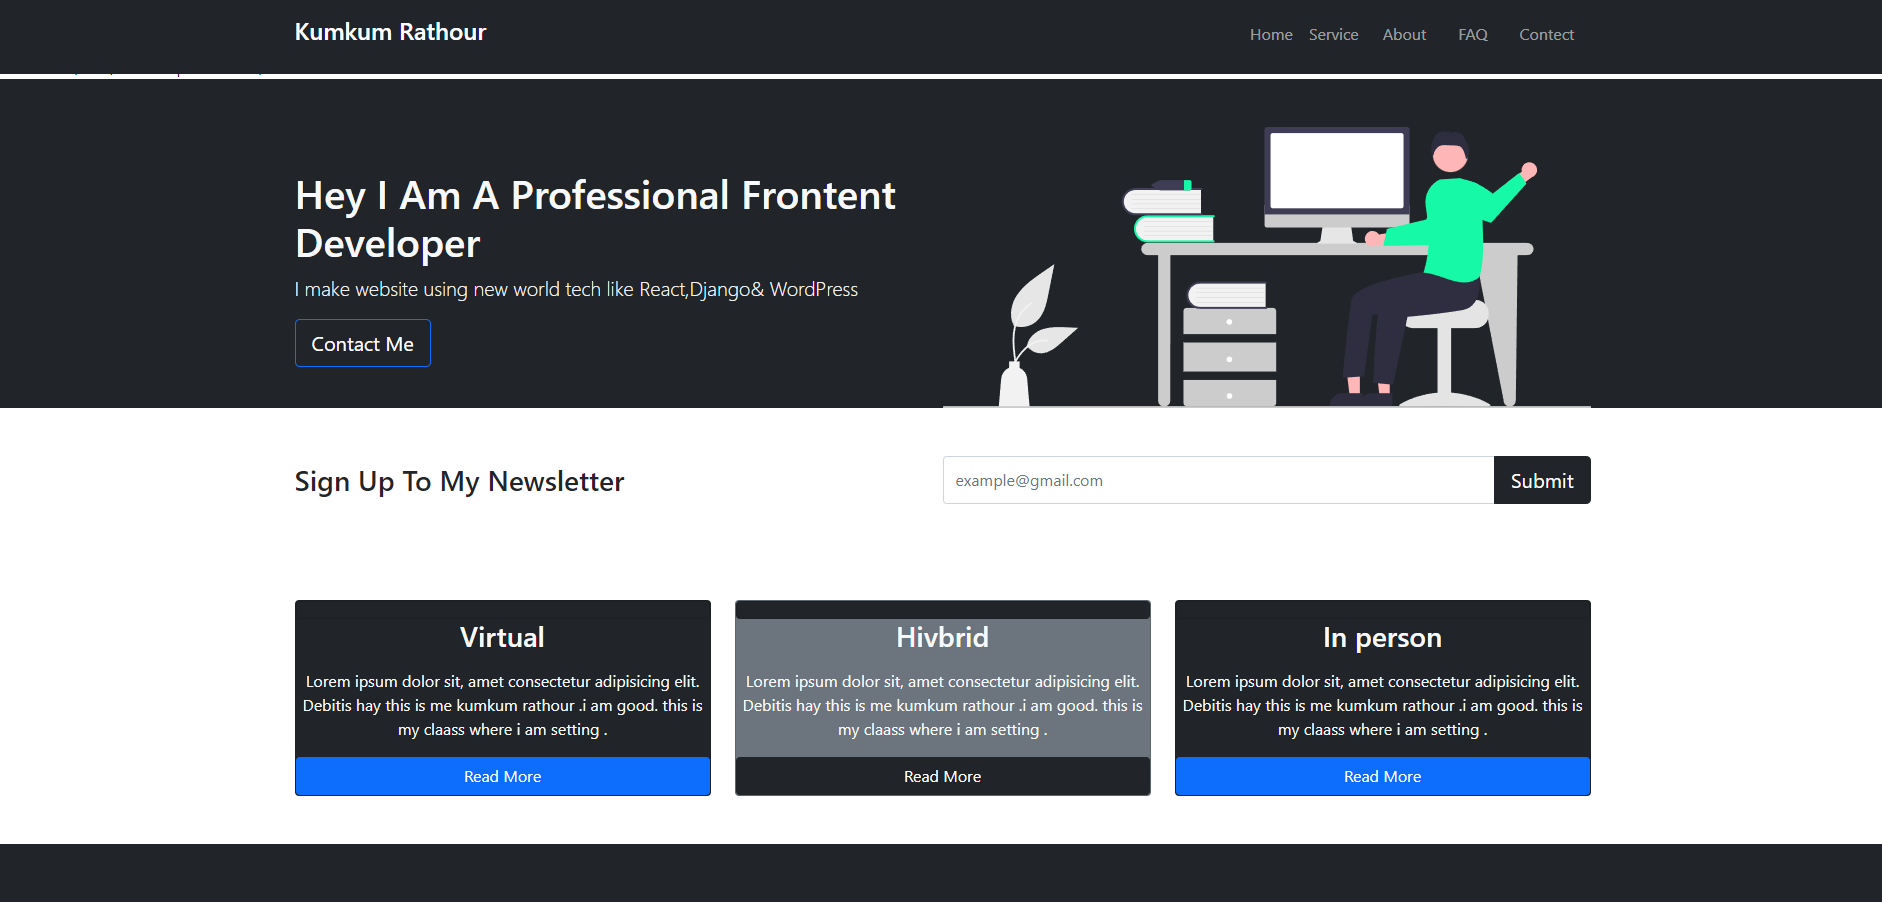 Kumkum Rathour
Home Service About FAQ Contect
Hey I Am A Professional Frontent
Developer
I make website using new world tech like React,Django& WordPress
Contact Me
Sign Up To My Newsletter
example@gmail.com
Submit
Virtual
Lorem ipsum dolor sit, amet consectetur adipisicing elit.
Debitis hay this is me kumkum rathour .i am good. this is
my claass where i am setting .
Read More
Hivbrid
Lorem ipsum dolor sit, amet consectetur adipisicing elit.
Debitis hay this is me kumkum rathour .i am good. this is
my claass where i am setting .
Read More
In person
Lorem ipsum dolor sit, amet consectetur adipisicing elit.
Debitis hay this is me kumkum rathour .i am good. this is
my claass where i am setting .
Read More